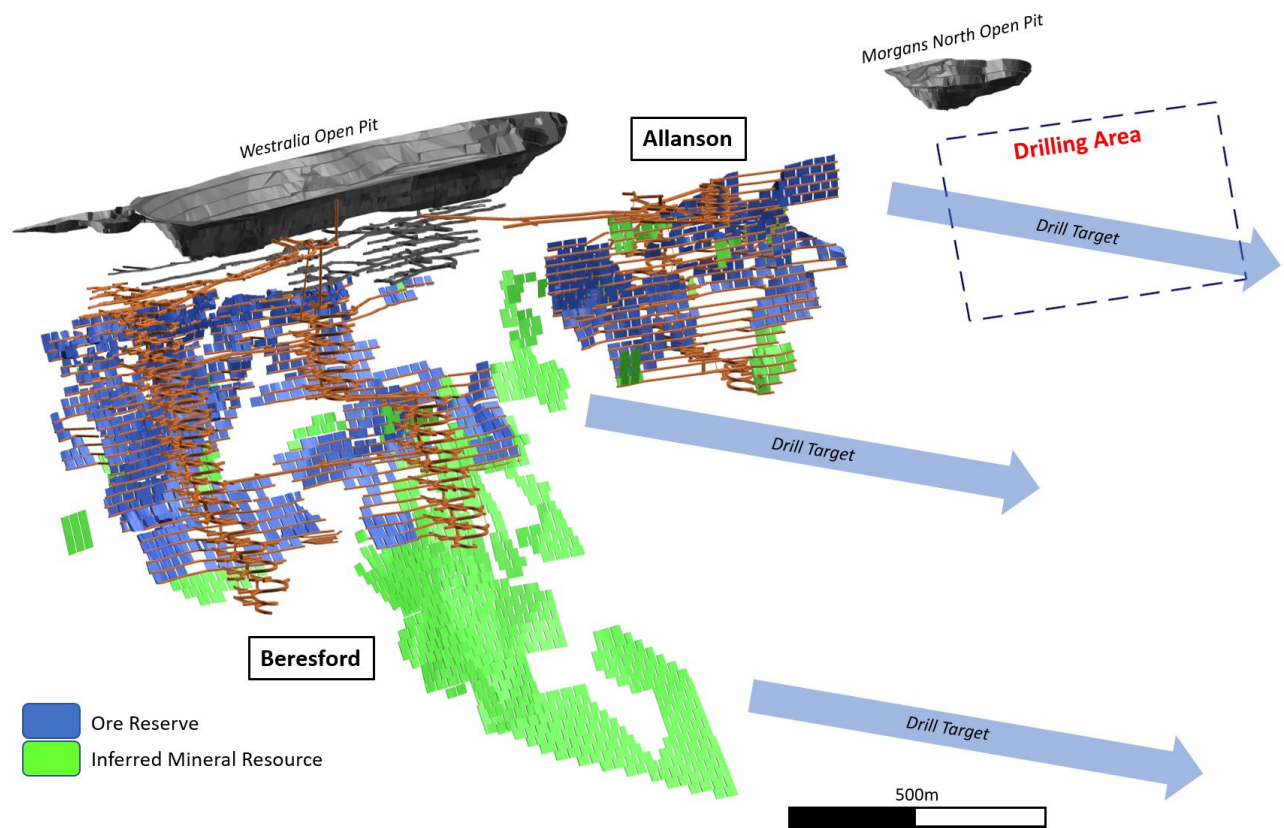 Morgans North Open Pit
Westralia Open Pit
Allanson
Drilling Area
Drill Target
Drill Target
Beresford
Ore Reserve
Drill Target
Inferred Mineral Resource
500m